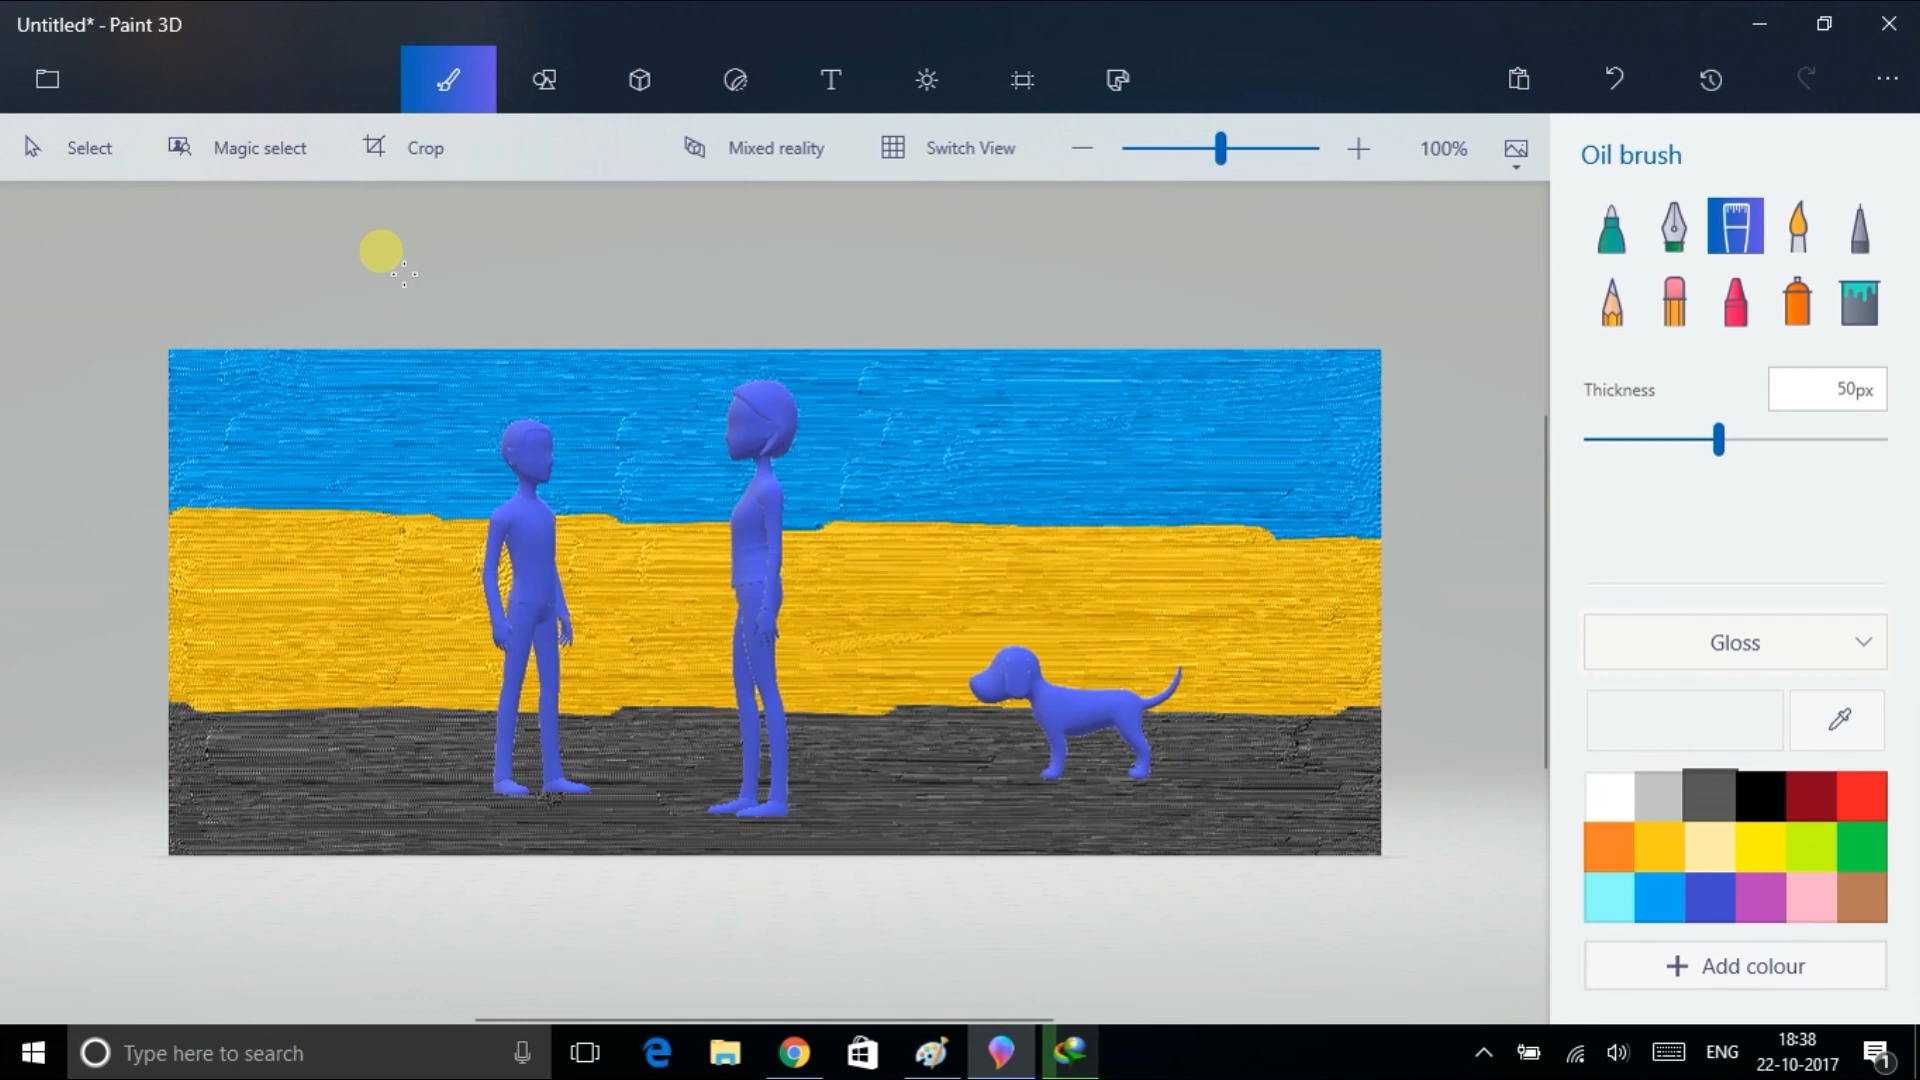 Untitled* - Paint 3D
Select
Magic select
Crop
Mixed reality
Switch View
100%
Oil brush
Thickness
50px
Gloss
Add colour
Type here to search
ENG
18:38
22-10-2017
1